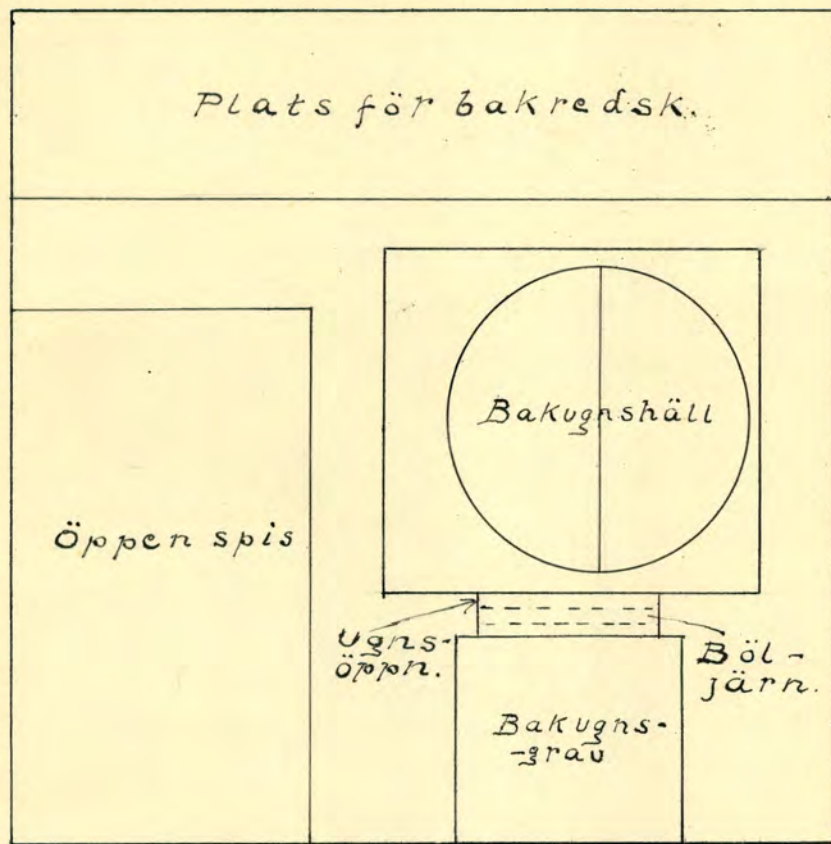 Plats för bakredsk.
Bakugnshäll
Öppen spis
Ugns-
öppn.
Böl-
järn.
Bakugns-
-grav